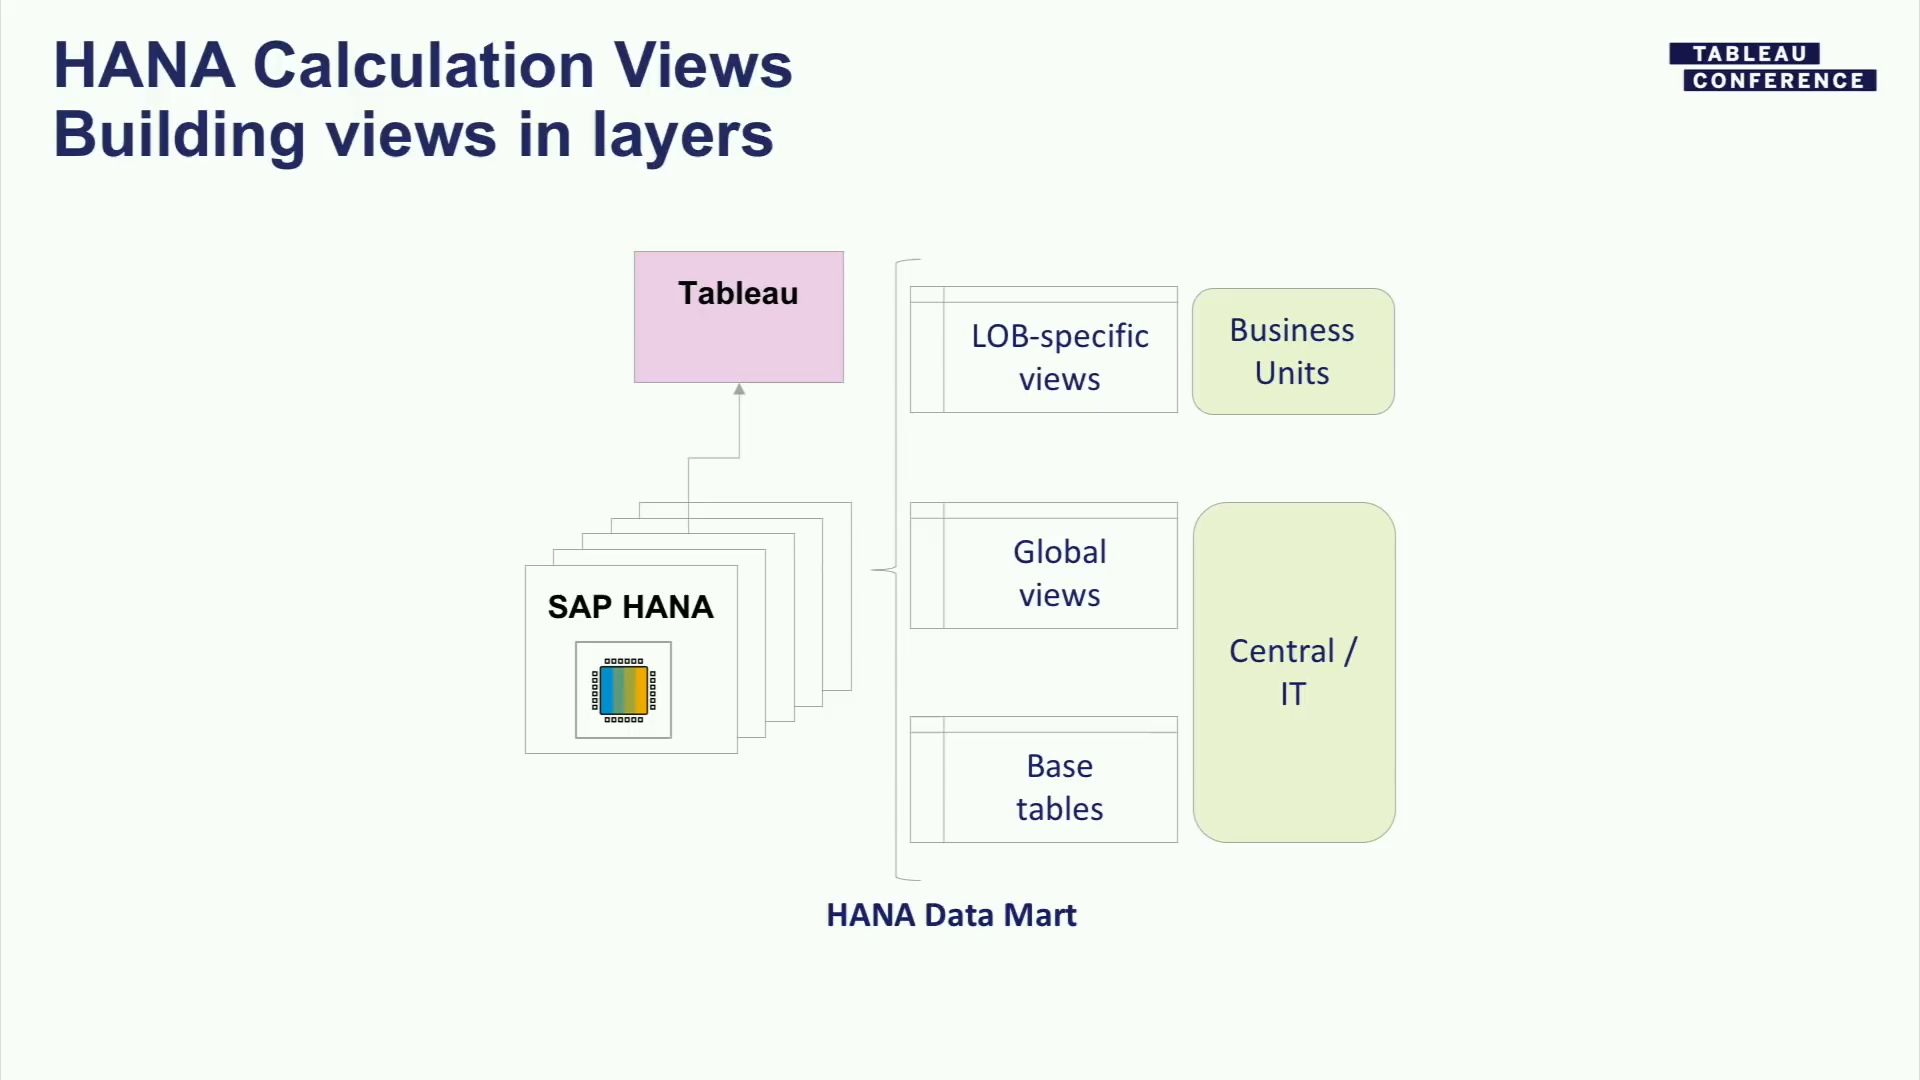 HANA Calculation Views
Building views in layers
TABLEAU
CONFERENCE
Tableau
SAP HANA
LOB-specific
views
Business
Units
Global
views
Central /
IT
Base
tables
HANA Data Mart